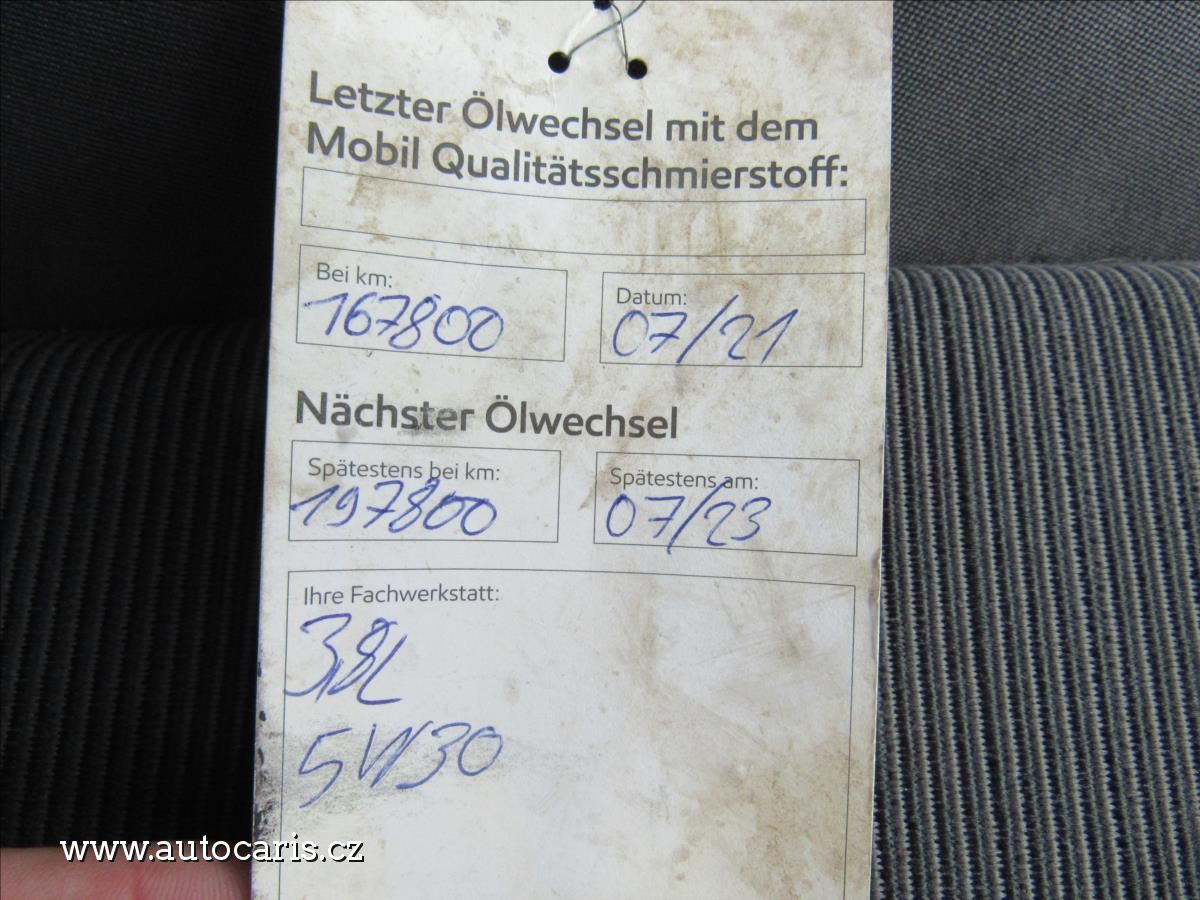 Letzter Ölwechsel mit dem
Mobil Qualitätsschmierstoff:
Bei km:
167800
Datum:
07/21
Nächster Ölwechsel
Spätestens bei km:
197800
Spätestens am:
07/23
Ihre Fachwerkstatt:
3,8L
5W30
www.autocaris.cz